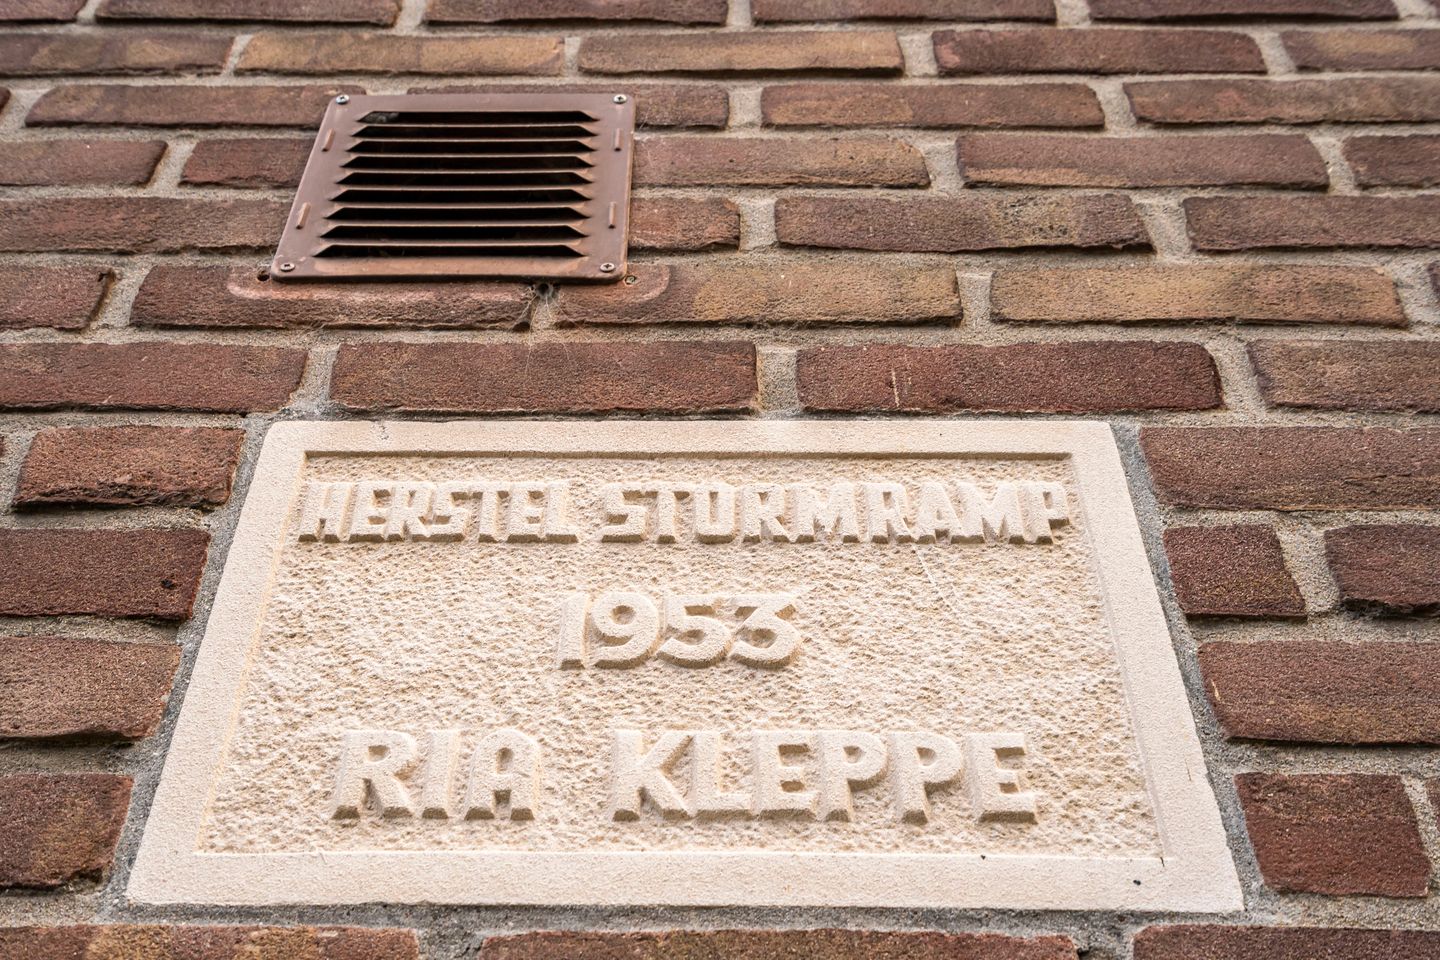 HERSTEL STORMRAMP
1953
RIA KLEPPE